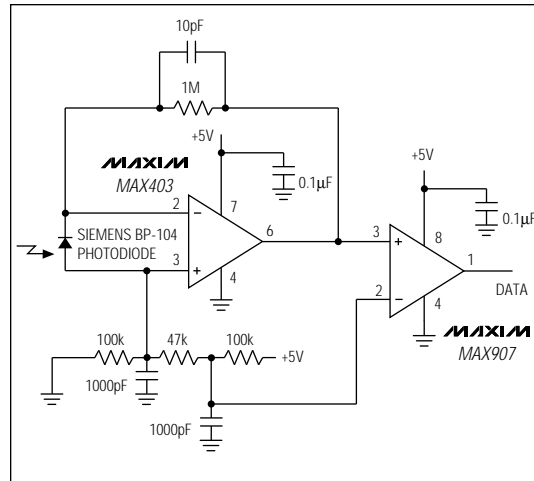 10pF
1M
+5V
MAXIM
MAX403
0.1µF
+5V
0.1µF
2
−
7
6
SIEMENS BP-104
PHOTODIODE
3
+
4
3
+
8
1
DATA
2
−
4
MAXIM
MAX907
100k
47k
100k
+5V
1000pF
1000pF